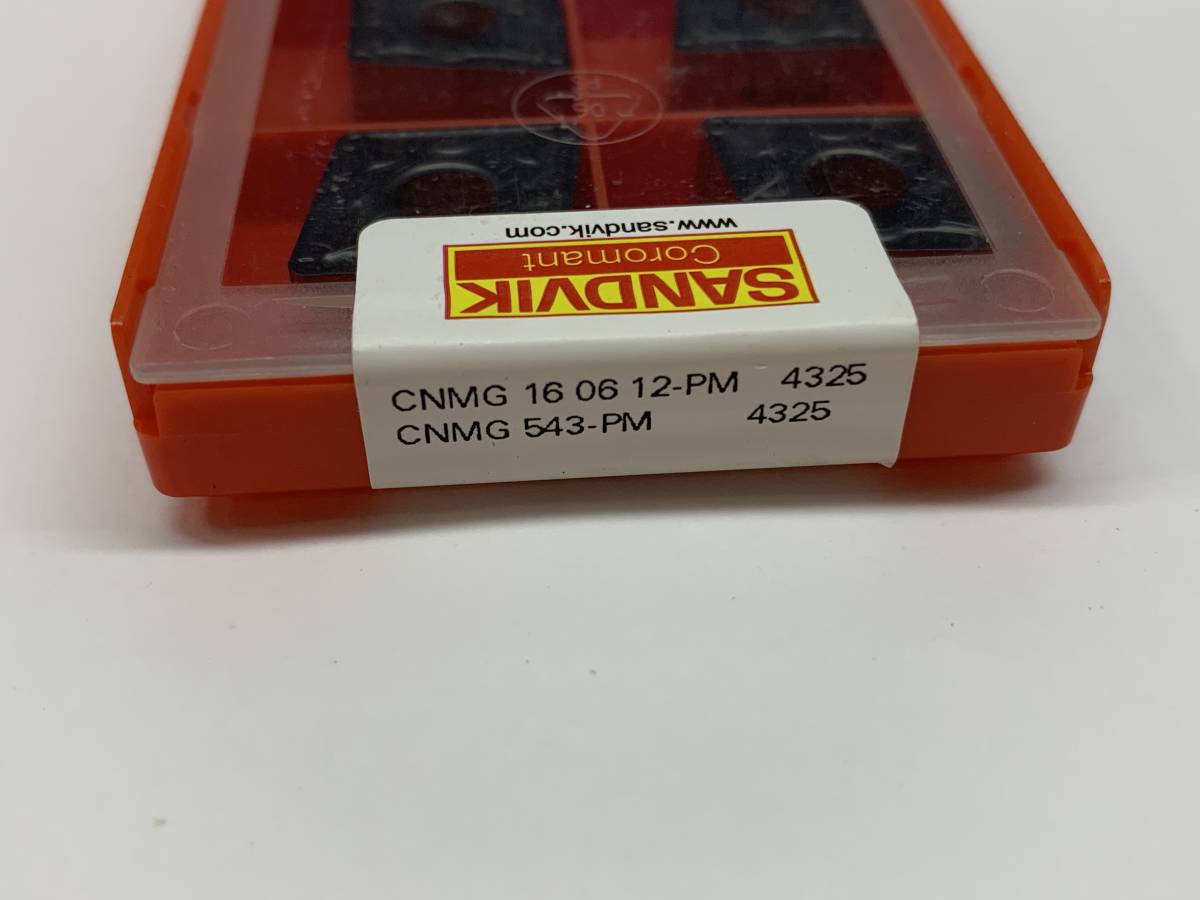 www.sandvik.com
SANDVIK
Coromant
CNMG 16 06 12-PM 4325
CNMG 543-PM 4325